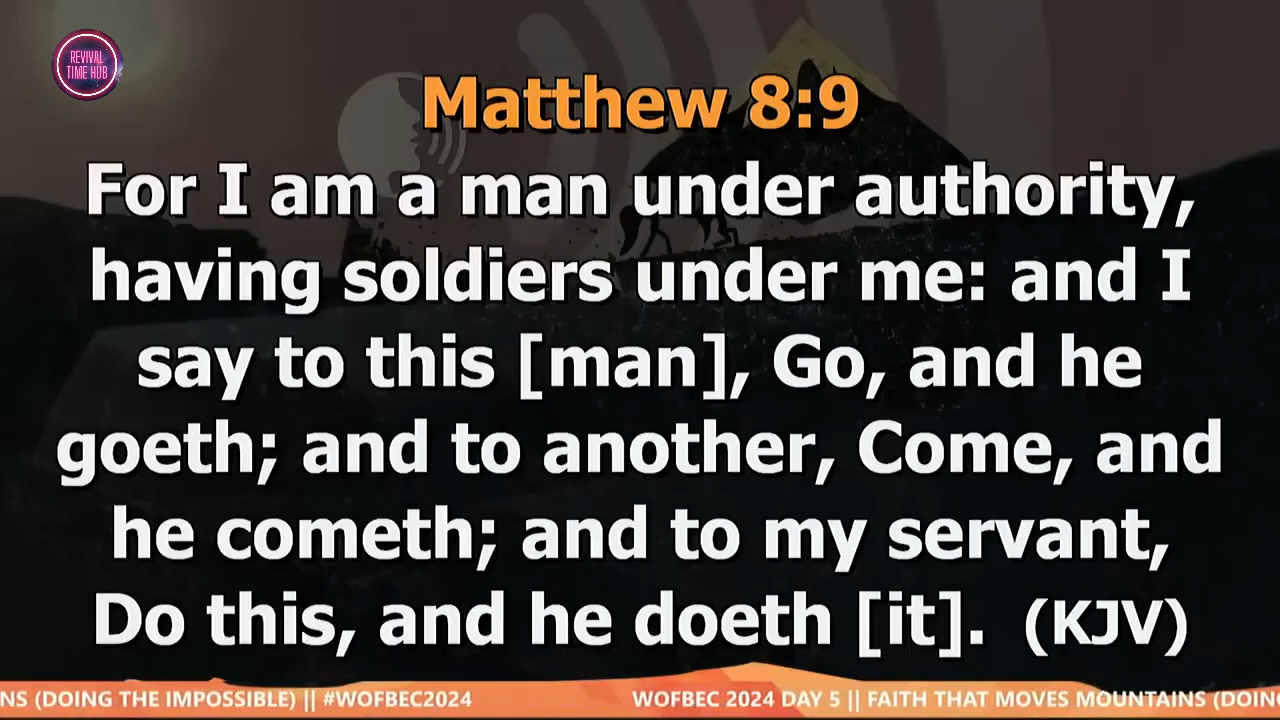 REVIVAL
TIME HUB
Matthew 8:9
For I am a man under authority,
having soldiers under me: and I
say to this [man], Go, and he
goeth; and to another, Come, and
he cometh; and to my servant,
Do this, and he doeth [it]. (KJV)
NS (DOING THE IMPOSSIBLE) || #WOFBEC2024 WOFBEC 2024 DAY 5 || FAITH THAT MOVES MOUNTAINS (DOING